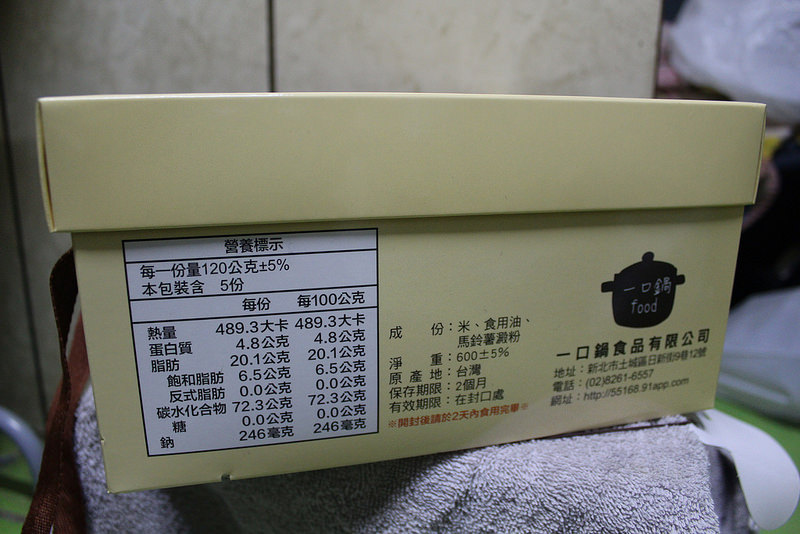 營養標示
每一份量120公克±5%
本包裝含 5份
每份 每100公克
熱量 489.3大卡 489.3大卡
蛋白質 4.8公克 4.8公克
脂肪 20.1公克 20.1公克
飽和脂肪 6.5公克 6.5公克
反式脂肪 0.0公克 0.0公克
碳水化合物 72.3公克 72.3公克
糖 0.0公克 0.0公克
鈉 246毫克 246毫克
成 份：米、食用油、
馬鈴薯澱粉
淨 重：600±5%
原 產 地：台灣
保存期限：2個月
有效期限：在封口處
※開封後請於2天內食用完畢※
一口鍋
food
一口鍋食品有限公司
地址：新北市土城區日新街9巷12號
電話：(02)8261-6557
網址：http://55168.91app.com